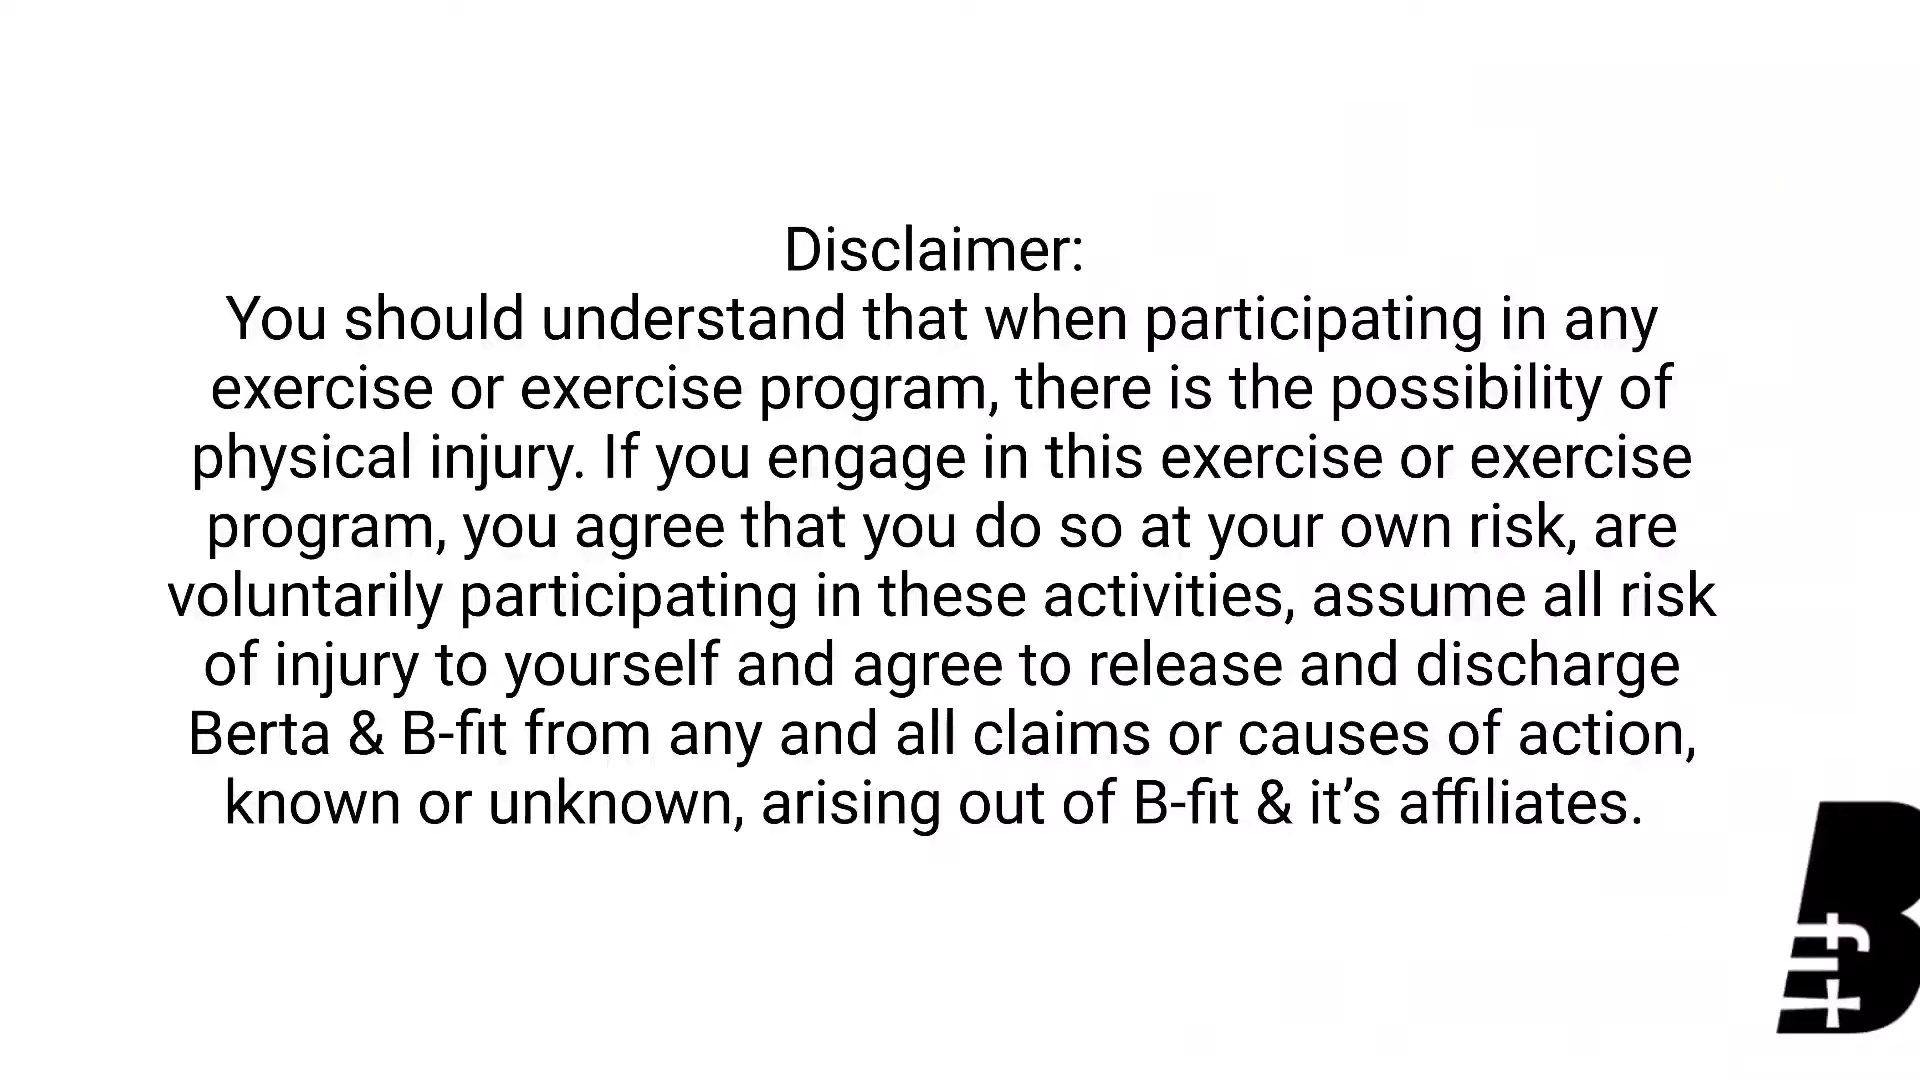 Disclaimer:
You should understand that when participating in any
exercise or exercise program, there is the possibility of
physical injury. If you engage in this exercise or exercise
program, you agree that you do so at your own risk, are
voluntarily participating in these activities, assume all risk
of injury to yourself and agree to release and discharge
Berta & B-fit from any and all claims or causes of action,
known or unknown, arising out of B-fit & it’s affiliates.
B
fit